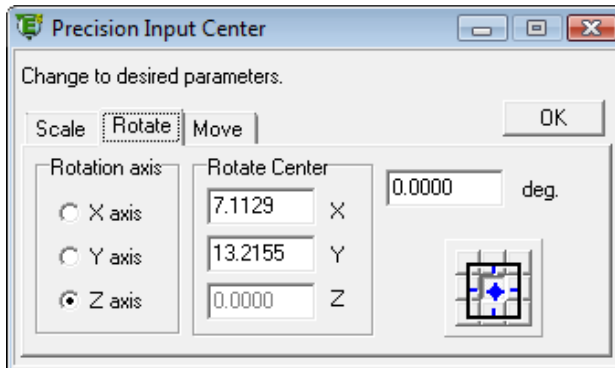 Precision Input Center
Change to desired parameters.
Scale Rotate Move
OK
Rotation axis
X axis
Y axis
Z axis
Rotate Center
7.1129 X
13.2155 Y
0.0000 Z
0.0000 deg.